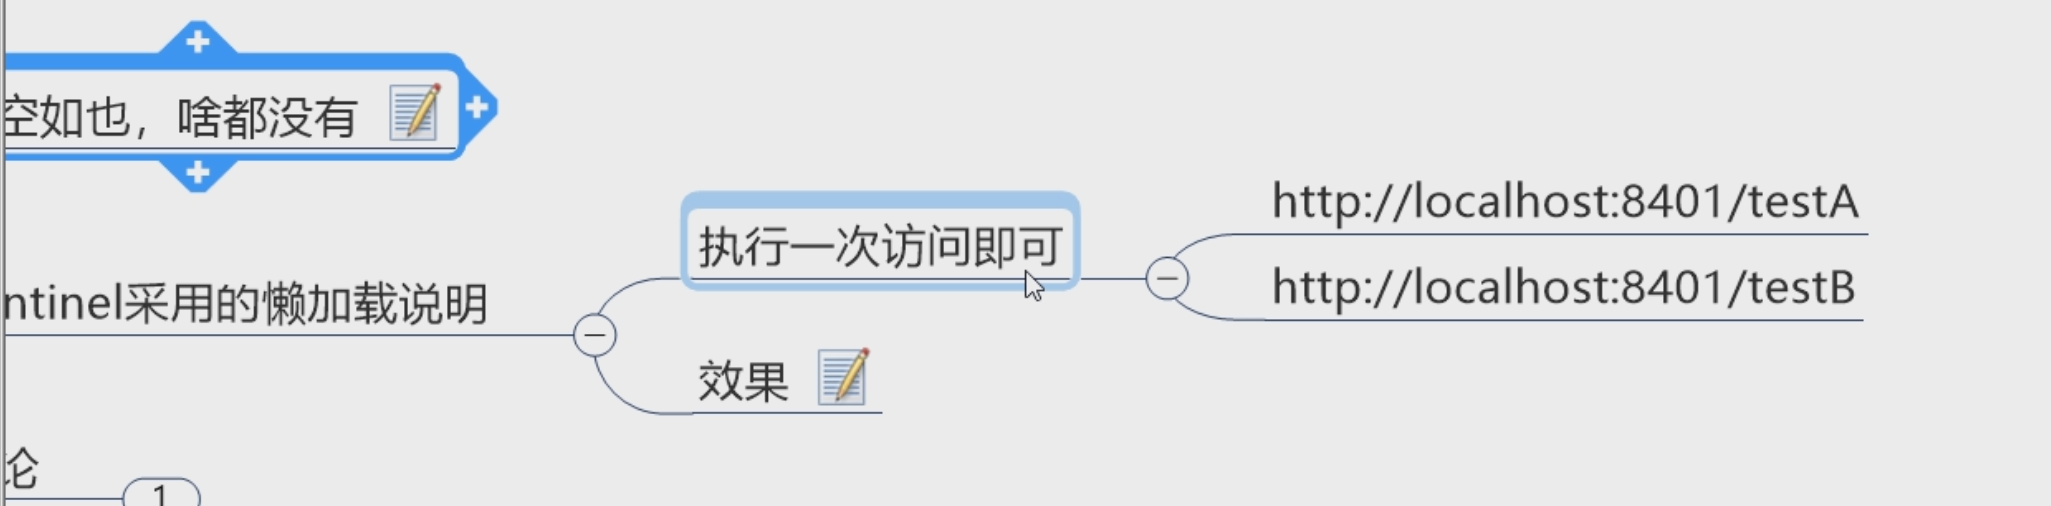 空如也，啥都没有
http://localhost:8401/testA
执行一次访问即可
http://localhost:8401/testB
ntinel采用的懒加载说明
效果
论
1